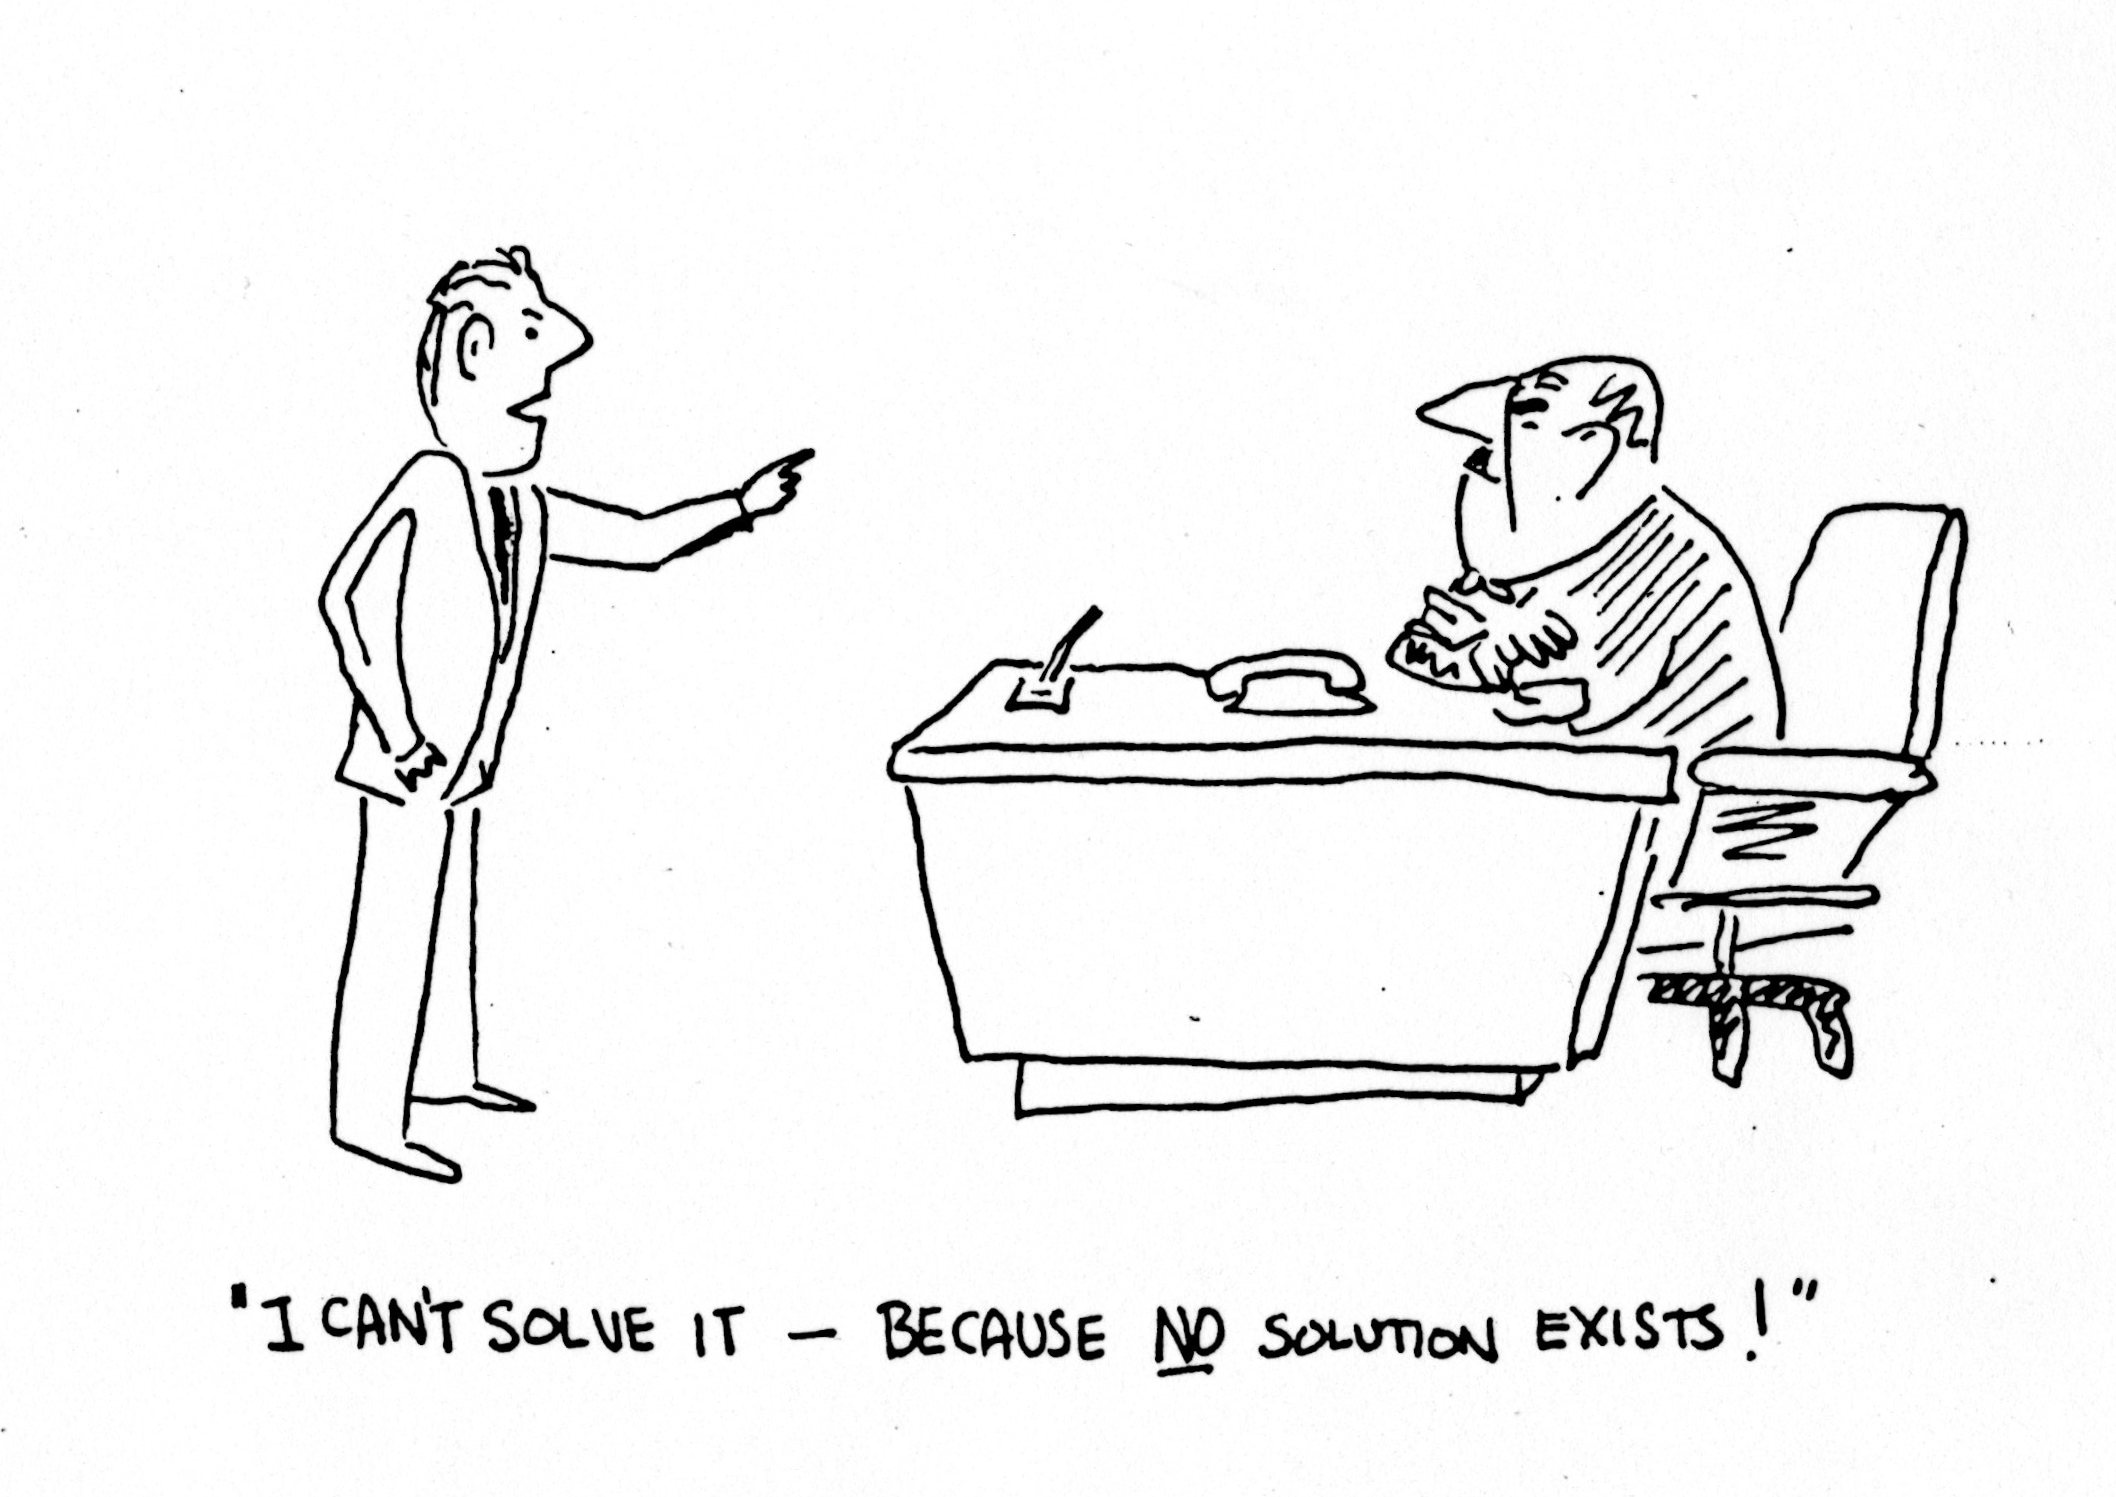 "I CAN'T SOLVE IT — BECAUSE NO SOLUTION EXISTS!"